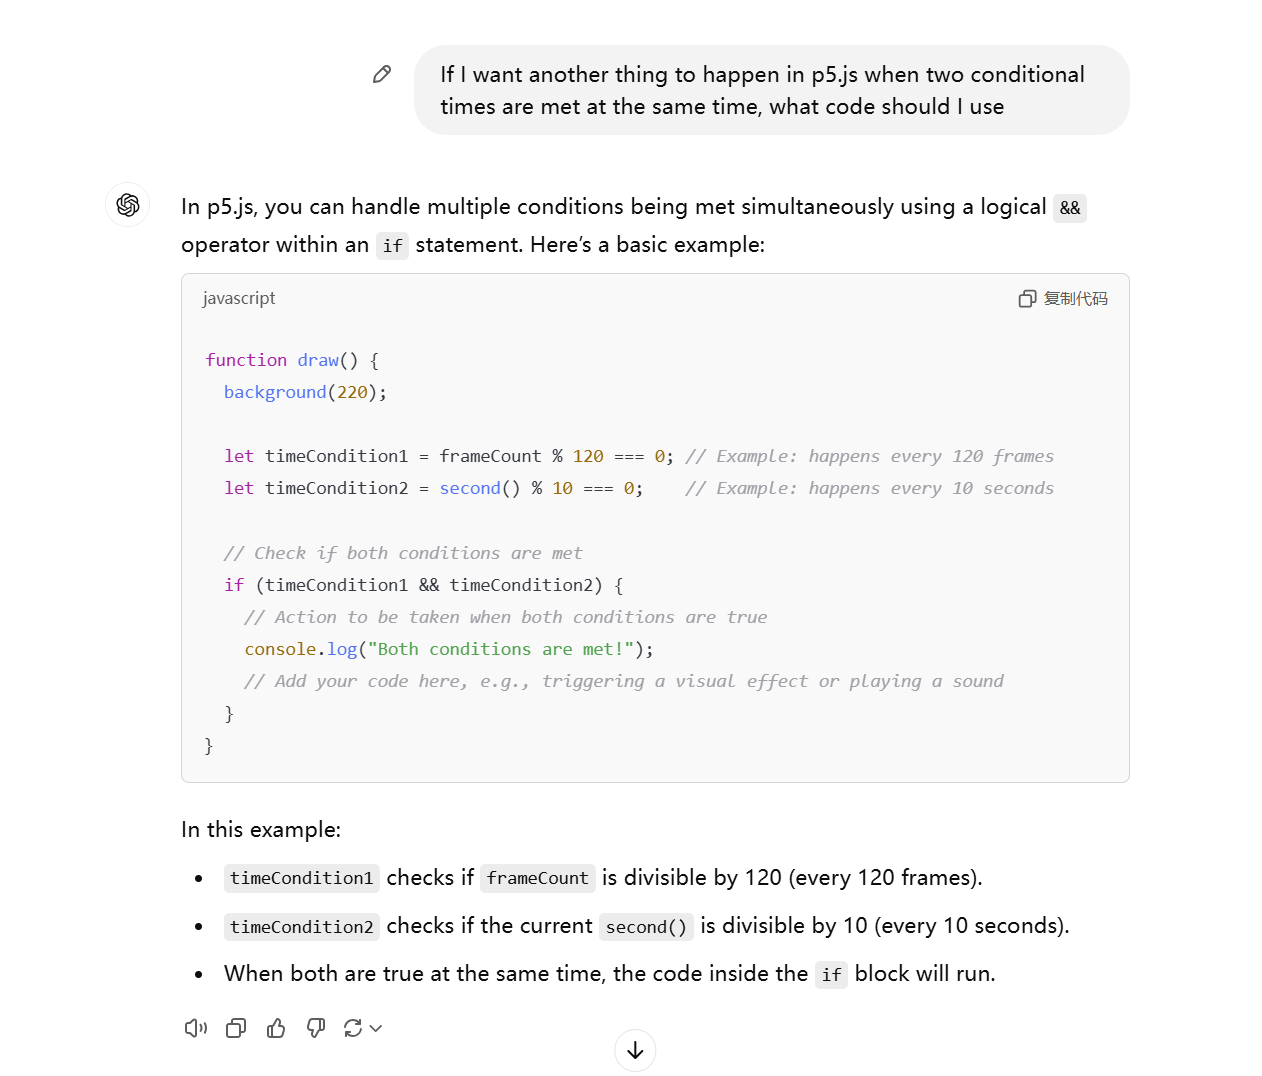 If I want another thing to happen in p5.js when two conditional
times are met at the same time, what code should I use
In p5.js, you can handle multiple conditions being met simultaneously using a logical &&
operator within an if statement. Here’s a basic example:
javascript
复制代码
function draw() {
  background(220);

  let timeCondition1 = frameCount % 120 === 0; // Example: happens every 120 frames
  let timeCondition2 = second() % 10 === 0;    // Example: happens every 10 seconds

  // Check if both conditions are met
  if (timeCondition1 && timeCondition2) {
    // Action to be taken when both conditions are true
    console.log("Both conditions are met!");
    // Add your code here, e.g., triggering a visual effect or playing a sound
  }
}
In this example:
• timeCondition1 checks if frameCount is divisible by 120 (every 120 frames).
• timeCondition2 checks if the current second() is divisible by 10 (every 10 seconds).
• When both are true at the same time, the code inside the if block will run.